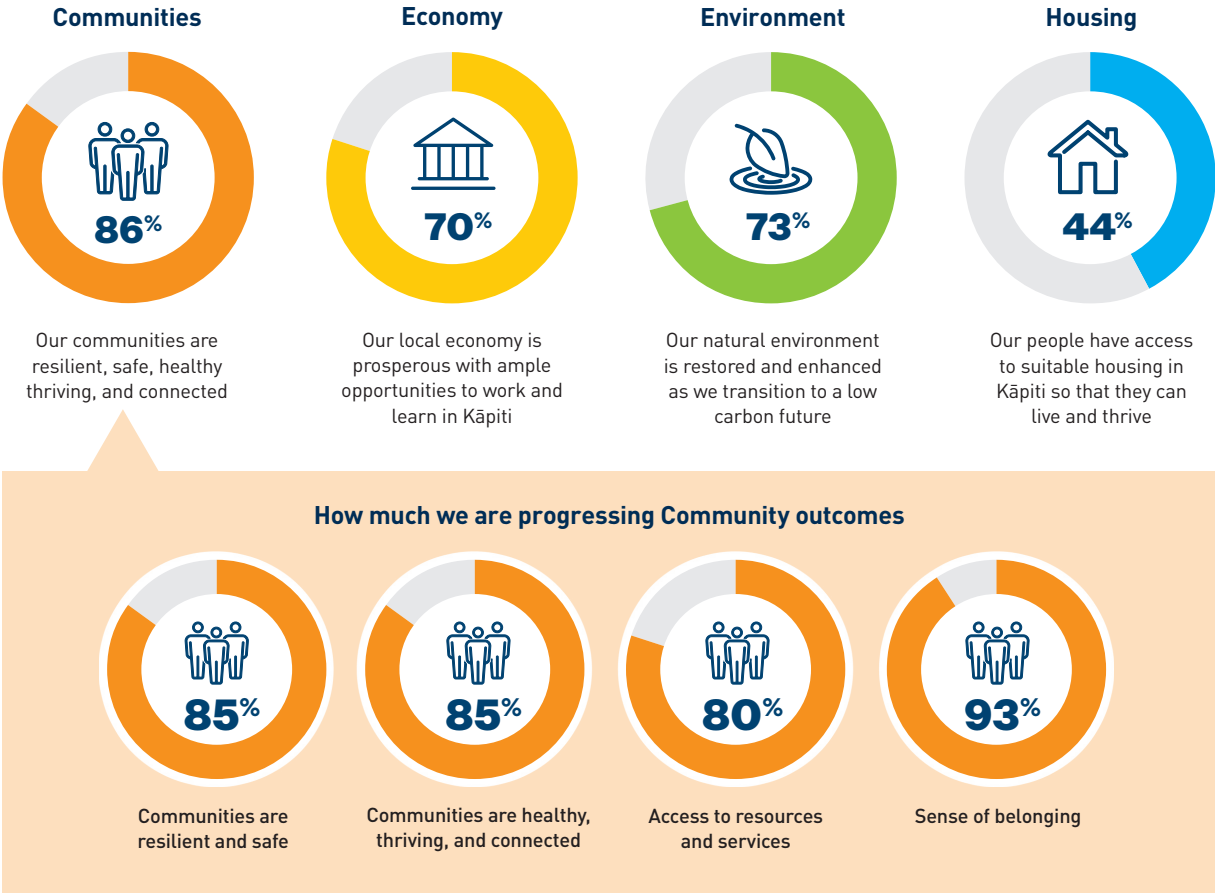 Communities
86%
Our communities are
resilient, safe, healthy
thriving, and connected
Economy
70%
Our local economy is
prosperous with ample
opportunities to work and
learn in Kāpiti
Environment
73%
Our natural environment
is restored and enhanced
as we transition to a low
carbon future
Housing
44%
Our people have access
to suitable housing in
Kāpiti so that they can
live and thrive
How much we are progressing Community outcomes
85%
Communities are
resilient and safe
85%
Communities are healthy,
thriving, and connected
80%
Access to resources
and services
93%
Sense of belonging